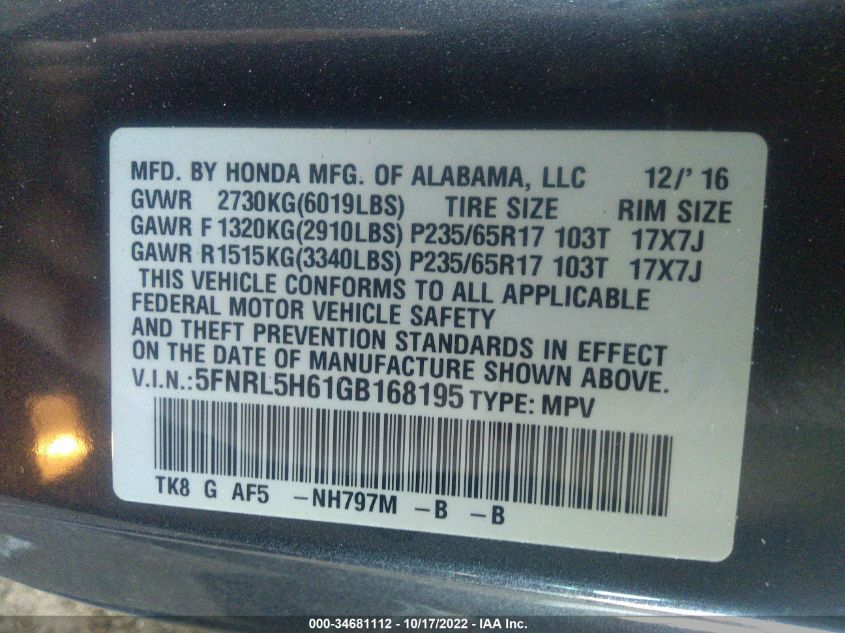 MFD. BY HONDA MFG. OF ALABAMA, LLC 12/' 16
GVWR 2730KG(6019LBS) TIRE SIZE RIM SIZE
GAWR F 1320KG(2910LBS) P235/65R17 103T 17X7J
GAWR R1515KG(3340LBS) P235/65R17 103T 17X7J
THIS VEHICLE CONFORMS TO ALL APPLICABLE
FEDERAL MOTOR VEHICLE SAFETY
AND THEFT PREVENTION STANDARDS IN EFFECT
ON THE DATE OF MANUFACTURE SHOWN ABOVE.
V.I.N.:5FNRL5H61GB168195 TYPE: MPV
TK8 G AF5 -NH797M -B -B
000-34681112 - 10/17/2022 - IAA Inc.